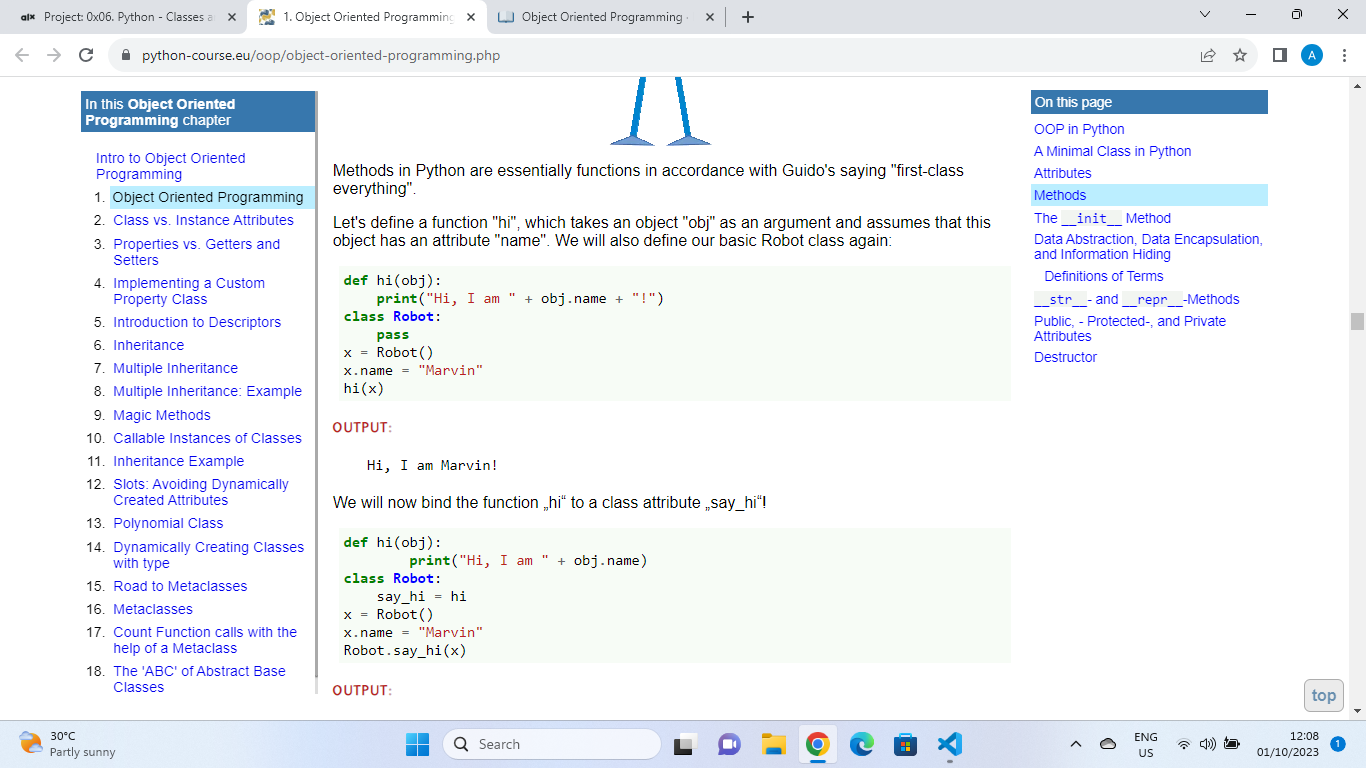 Project: 0x06. Python - Classes a
1. Object Oriented Programming
Object Oriented Programming
python-course.eu/oop/object-oriented-programming.php
A
In this Object Oriented
Programming chapter
Intro to Object Oriented
Programming
1. Object Oriented Programming
2. Class vs. Instance Attributes
3. Properties vs. Getters and
Setters
4. Implementing a Custom
Property Class
5. Introduction to Descriptors
6. Inheritance
7. Multiple Inheritance
8. Multiple Inheritance: Example
9. Magic Methods
10. Callable Instances of Classes
11. Inheritance Example
12. Slots: Avoiding Dynamically
Created Attributes
13. Polynomial Class
14. Dynamically Creating Classes
with type
15. Road to Metaclasses
16. Metaclasses
17. Count Function calls with the
help of a Metaclass
18. The 'ABC' of Abstract Base
Classes
Methods in Python are essentially functions in accordance with Guido's saying "first-class
everything".
Let's define a function "hi", which takes an object "obj" as an argument and assumes that this
object has an attribute "name". We will also define our basic Robot class again:
def hi(obj):
    print("Hi, I am " + obj.name + "!")
class Robot:
    pass
x = Robot()
x.name = "Marvin"
hi(x)
OUTPUT:
Hi, I am Marvin!
We will now bind the function „hi“ to a class attribute „say_hi“!
def hi(obj):
        print("Hi, I am " + obj.name)
class Robot:
    say_hi = hi
x = Robot()
x.name = "Marvin"
Robot.say_hi(x)
OUTPUT:
On this page
OOP in Python
A Minimal Class in Python
Attributes
Methods
The __init__ Method
Data Abstraction, Data Encapsulation,
and Information Hiding
Definitions of Terms
__str__- and __repr__-Methods
Public, - Protected-, and Private
Attributes
Destructor
top
30°C
Partly sunny
Search
ENG
US
12:08
01/10/2023
1